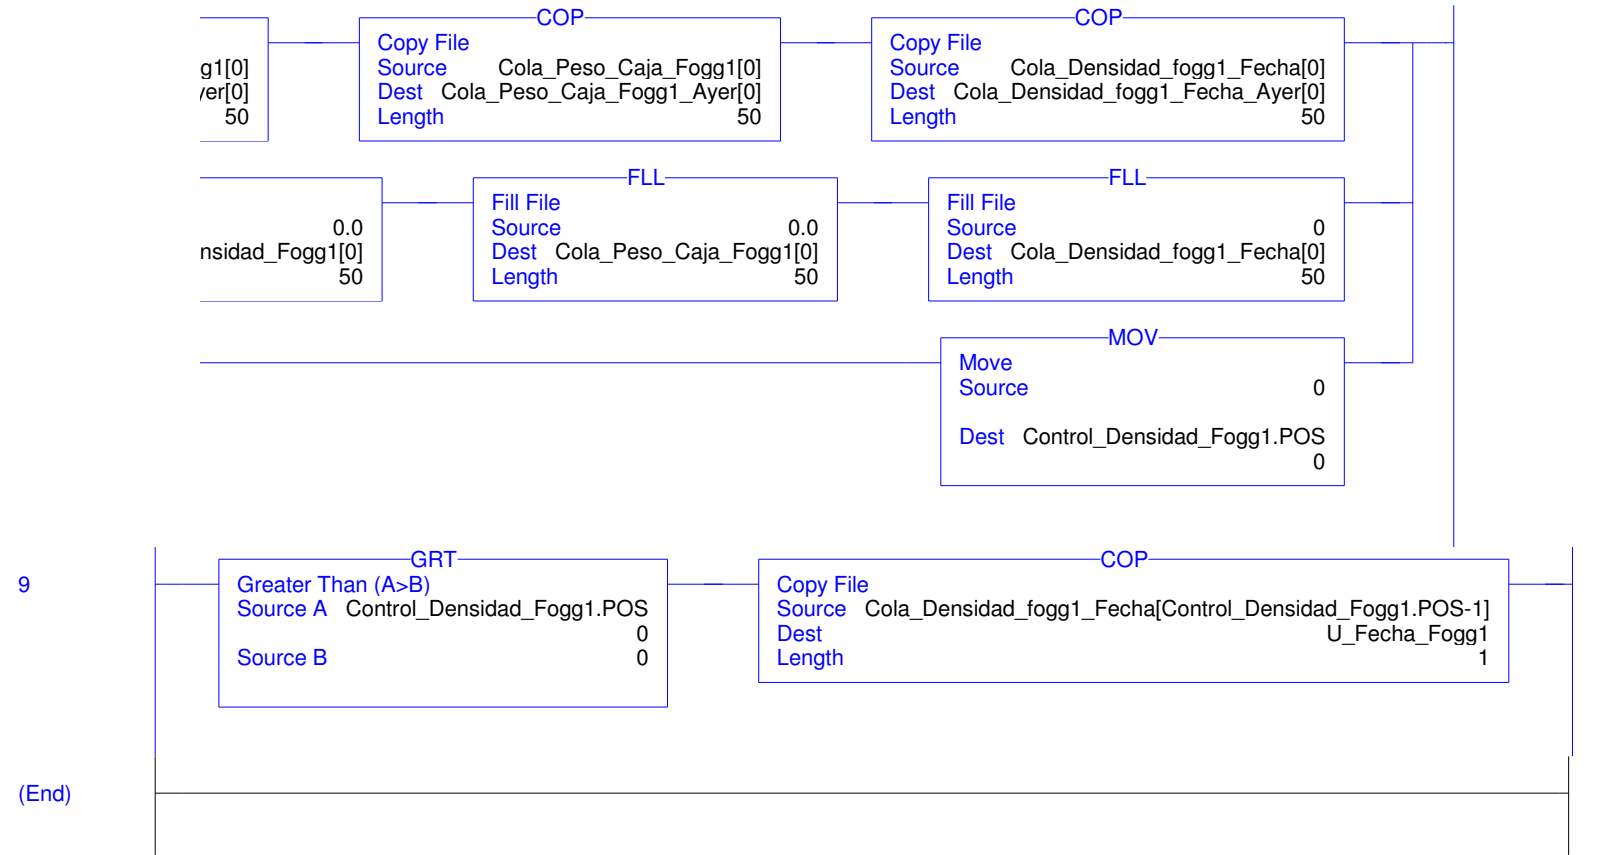 COP
COP
Copy File
Copy File
g1[0]
Source Cola_Peso_Caja_Fogg1[0]
Source Cola_Densidad_fogg1_Fecha[0]
yer[0]
Dest Cola_Peso_Caja_Fogg1_Ayer[0]
Dest Cola_Densidad_fogg1_Fecha_Ayer[0]
50
Length 50
Length 50
FLL
FLL
Fill File
Fill File
0.0
Source 0.0
Source 0
nsidad_Fogg1[0]
Dest Cola_Peso_Caja_Fogg1[0]
Dest Cola_Densidad_fogg1_Fecha[0]
50
Length 50
Length 50
MOV
Move
Source 0
Dest Control_Densidad_Fogg1.POS
0
9
GRT
Greater Than (A>B)
Source A Control_Densidad_Fogg1.POS
0
Source B 0
COP
Copy File
Source Cola_Densidad_fogg1_Fecha[Control_Densidad_Fogg1.POS-1]
Dest U_Fecha_Fogg1
Length 1
(End)